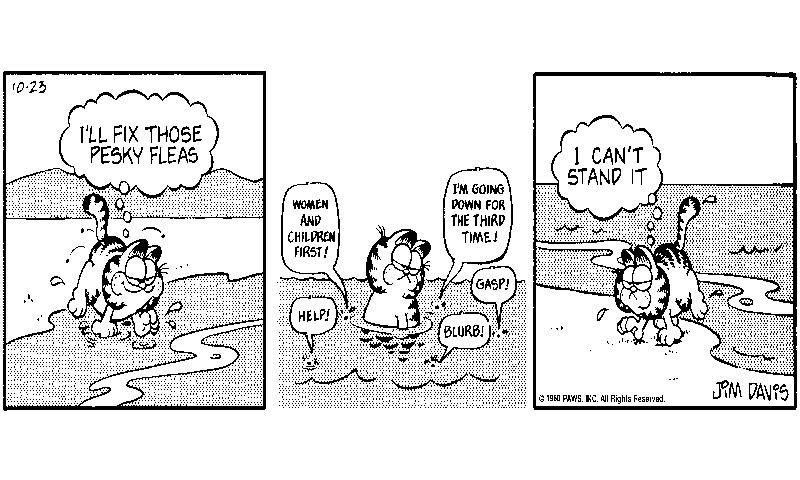 10-23
I'LL FIX THOSE
PESKY FLEAS
WOMEN
AND
CHILDREN
FIRST!
I'M GOING
DOWN FOR
THE THIRD
TIME!
HELP!
GASP!
BLURB!
I CAN'T
STAND IT
© 1980 PAWS, INC. All Rights Reserved.
JIM DAVIS